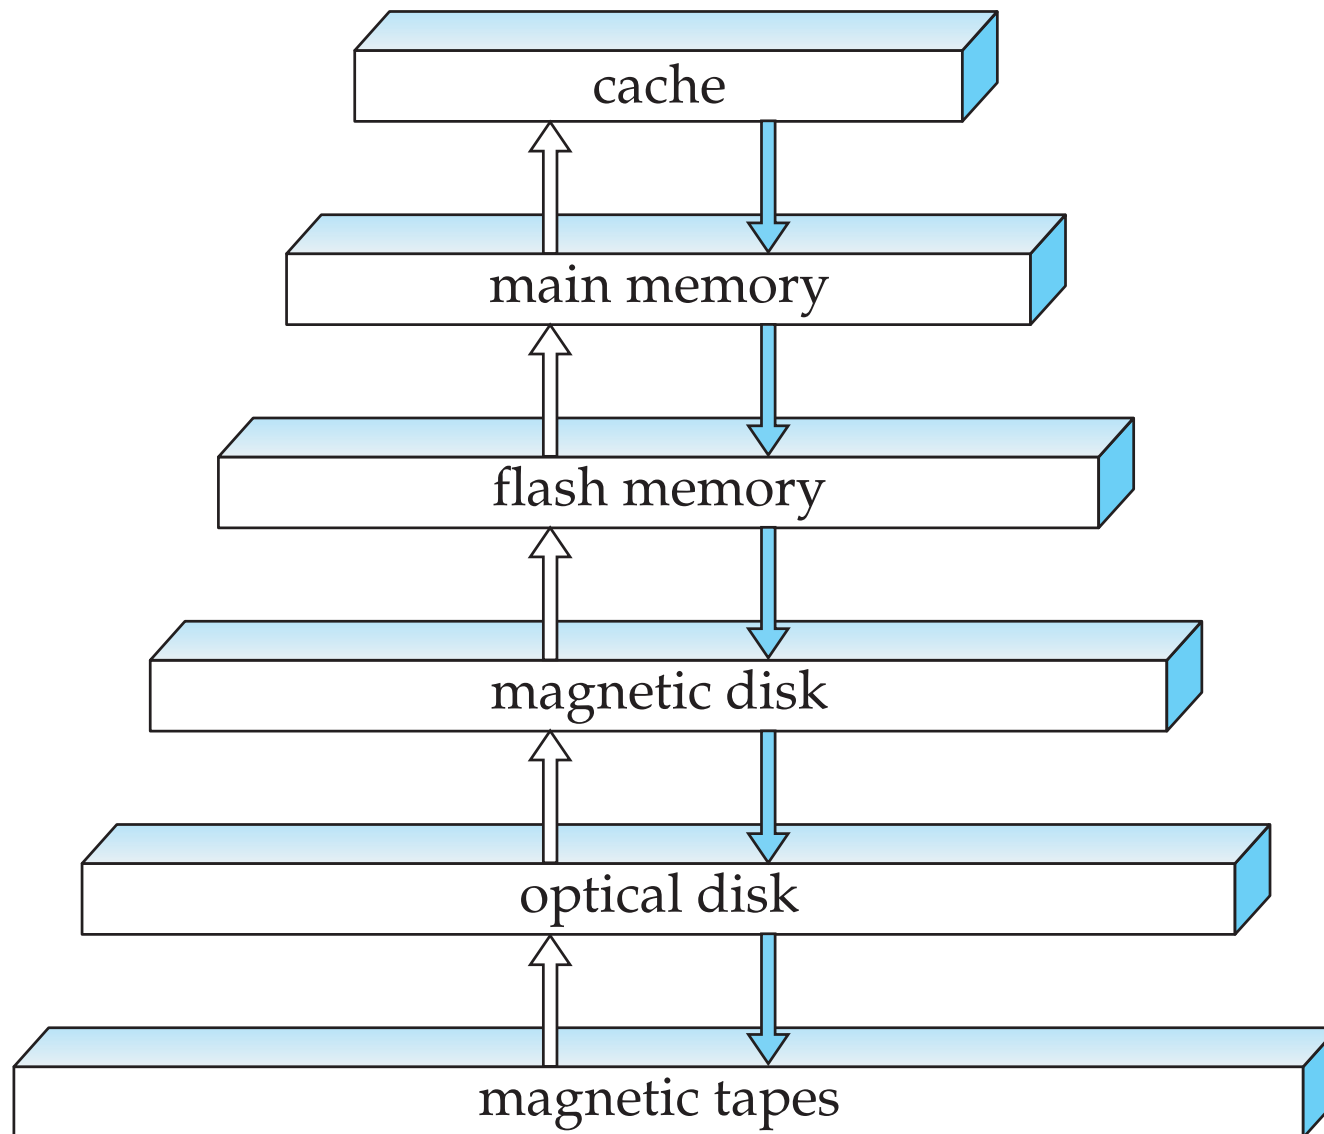 cache
main memory
flash memory
magnetic disk
optical disk
magnetic tapes